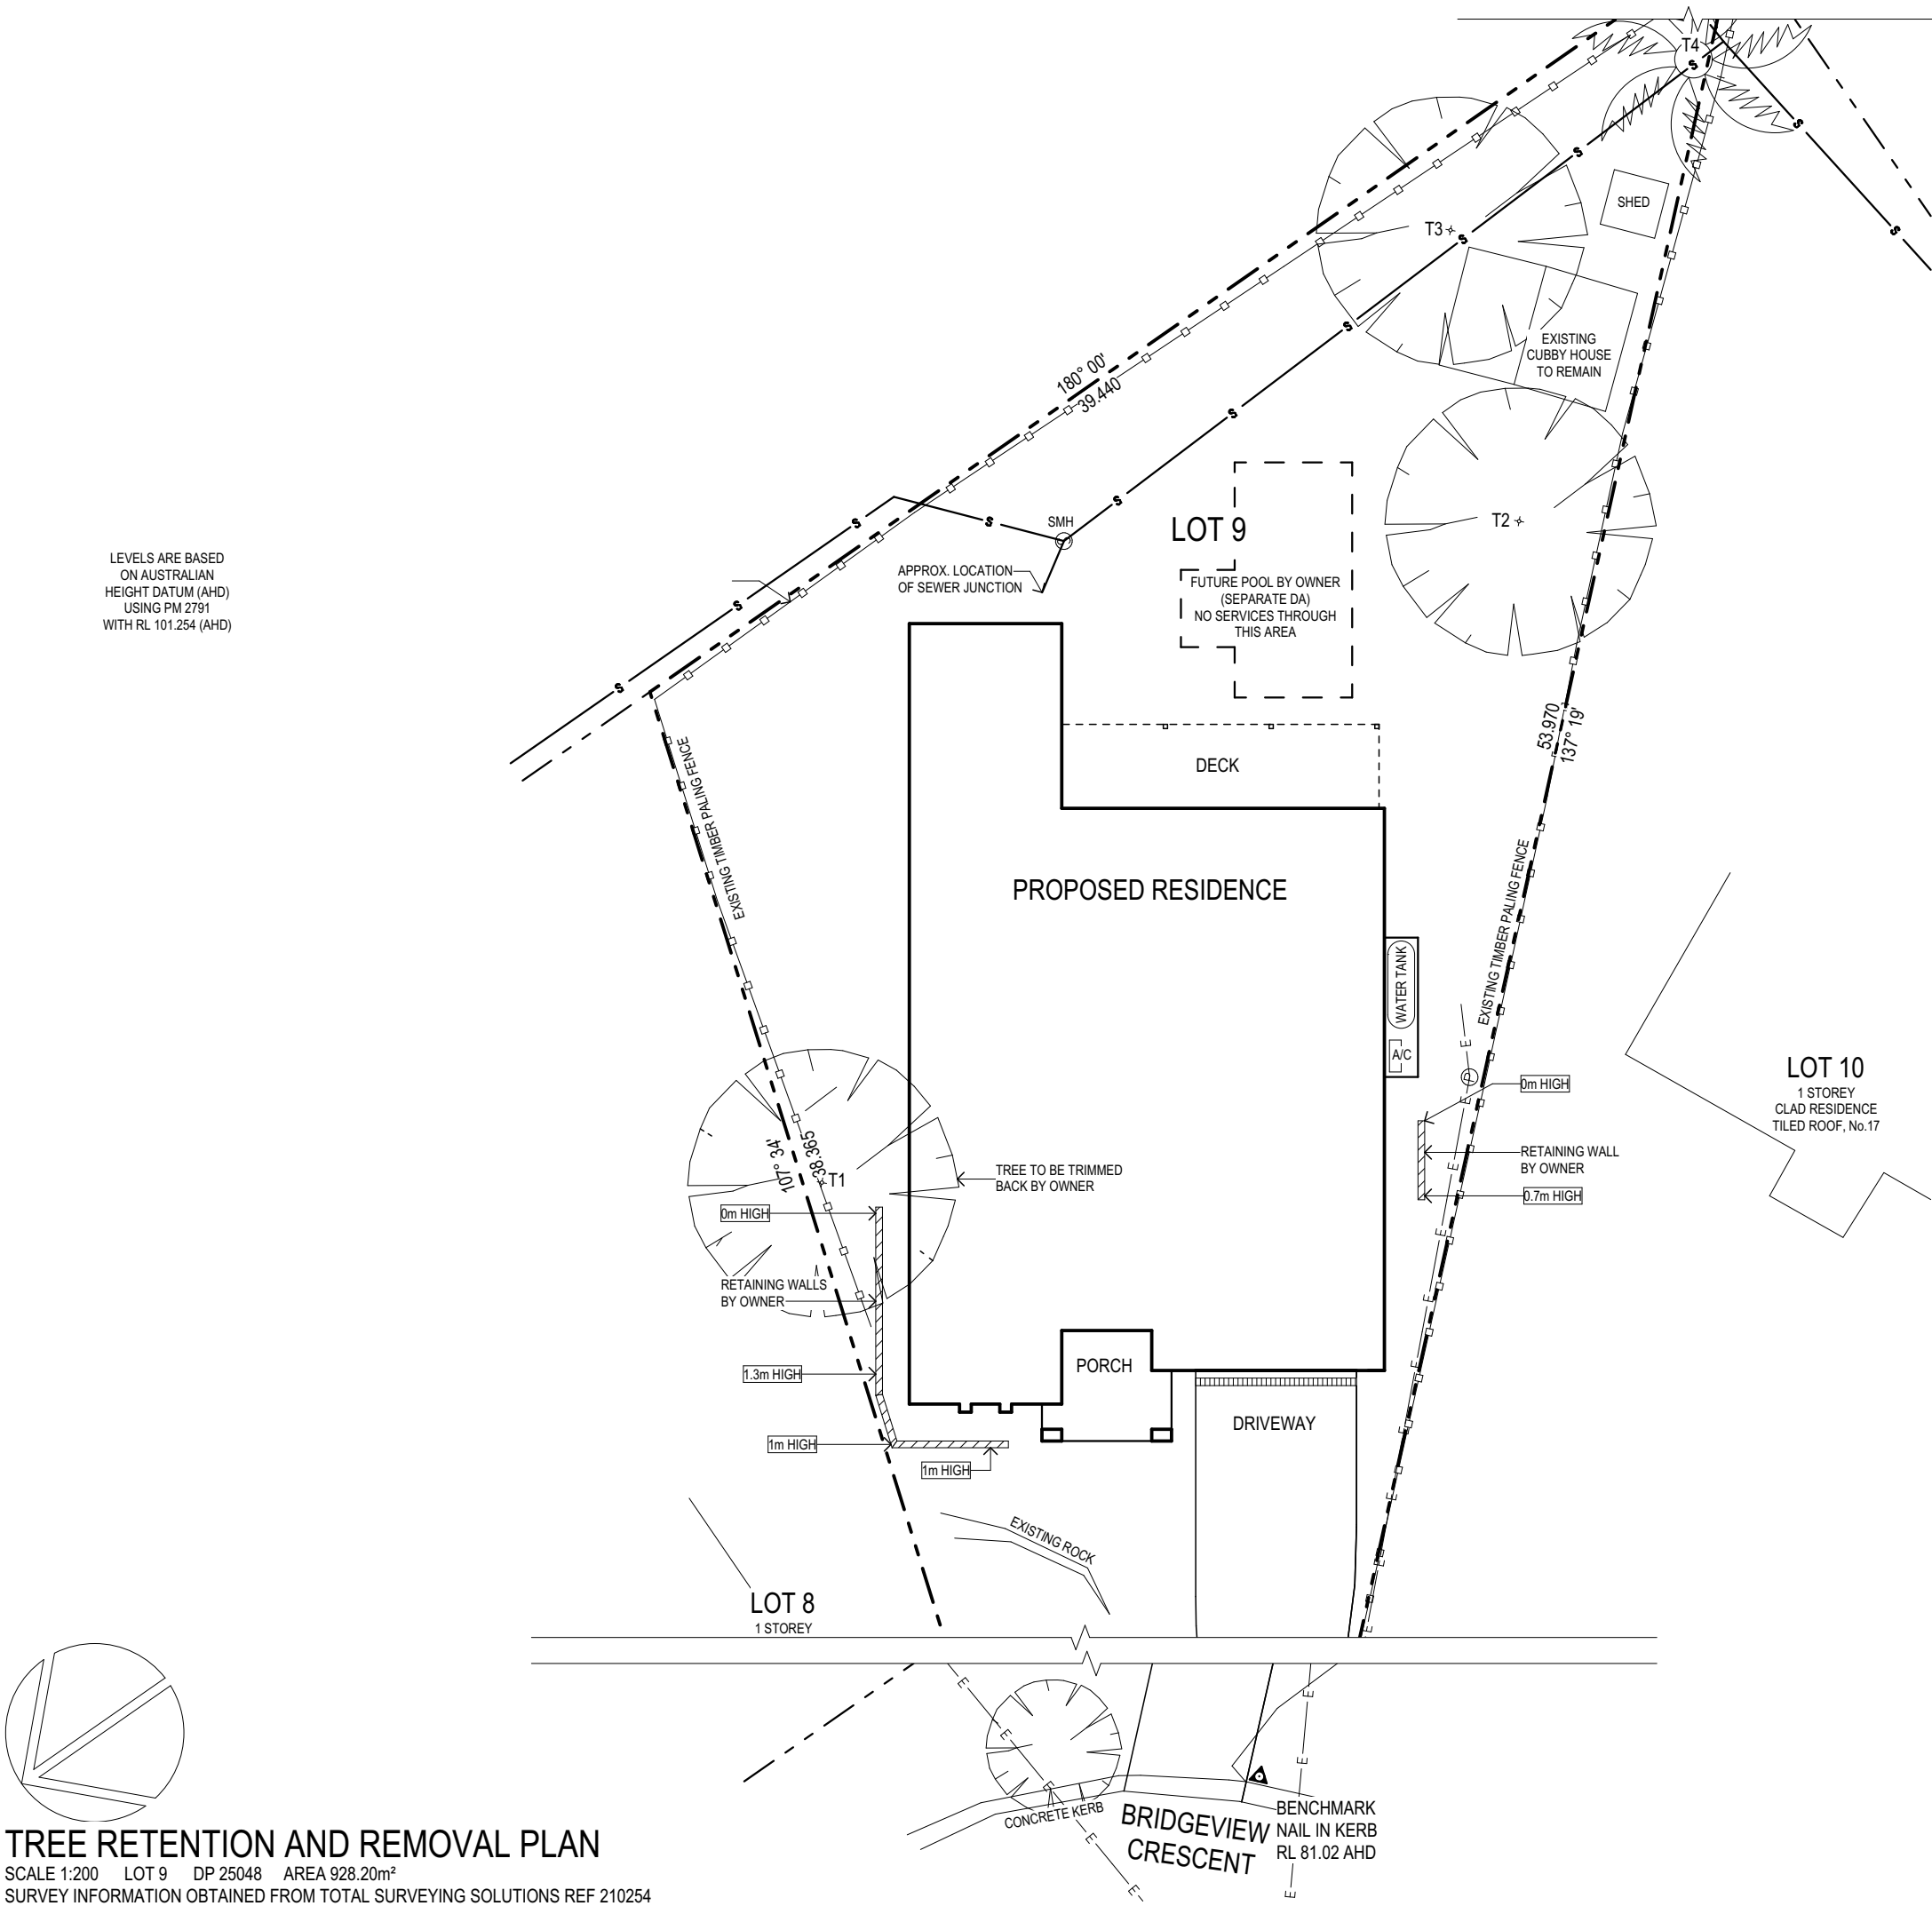 T4
S
S
S
S
SHED
T3
S
S
EXISTING
CUBBY HOUSE
TO REMAIN
180° 00'
39.440
S
LOT 9
S
T2
S
S
SMH
LEVELS ARE BASED
ON AUSTRALIAN
HEIGHT DATUM (AHD)
USING PM 2791
WITH RL 101.254 (AHD)
APPROX. LOCATION
OF SEWER JUNCTION
FUTURE POOL BY OWNER
(SEPARATE DA)
NO SERVICES THROUGH
THIS AREA
S
S
53.970
137° 19'
DECK
EXISTING TIMBER PALING FENCE
PROPOSED RESIDENCE
EXISTING TIMBER PALING FENCE
WATER TANK
A/C
E
P
E
0m HIGH
LOT 10
1 STOREY
CLAD RESIDENCE
TILED ROOF, No.17
RETAINING WALL
BY OWNER
E
0.7m HIGH
107° 34'
38.365
T1
TREE TO BE TRIMMED
BACK BY OWNER
0m HIGH
E
RETAINING WALLS
BY OWNER
E
PORCH
E
1.3m HIGH
DRIVEWAY
E
1m HIGH
1m HIGH
E
EXISTING ROCK
E
LOT 8
1 STOREY
E
E
E
E
E
E
CONCRETE KERB
BRIDGEVIEW
CRESCENT
BENCHMARK
NAIL IN KERB
RL 81.02 AHD
E
E
E
TREE RETENTION AND REMOVAL PLAN
SCALE 1:200 LOT 9 DP 25048 AREA 928.20m²
SURVEY INFORMATION OBTAINED FROM TOTAL SURVEYING SOLUTIONS REF 210254